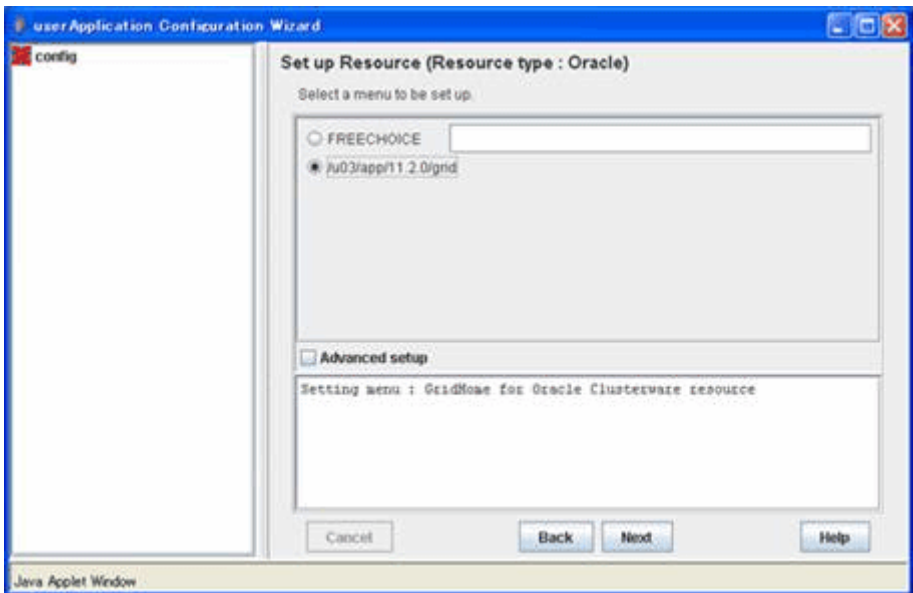 userApplication Configuration Wizard
config
Set up Resource (Resource type : Oracle)
Select a menu to be set up.
FREECHOICE
/u03/app/11.2.0/grid
Advanced setup
Setting menu : GridHome for Oracle Clusterware resource
Cancel
Back
Next
Help
Java Applet Window